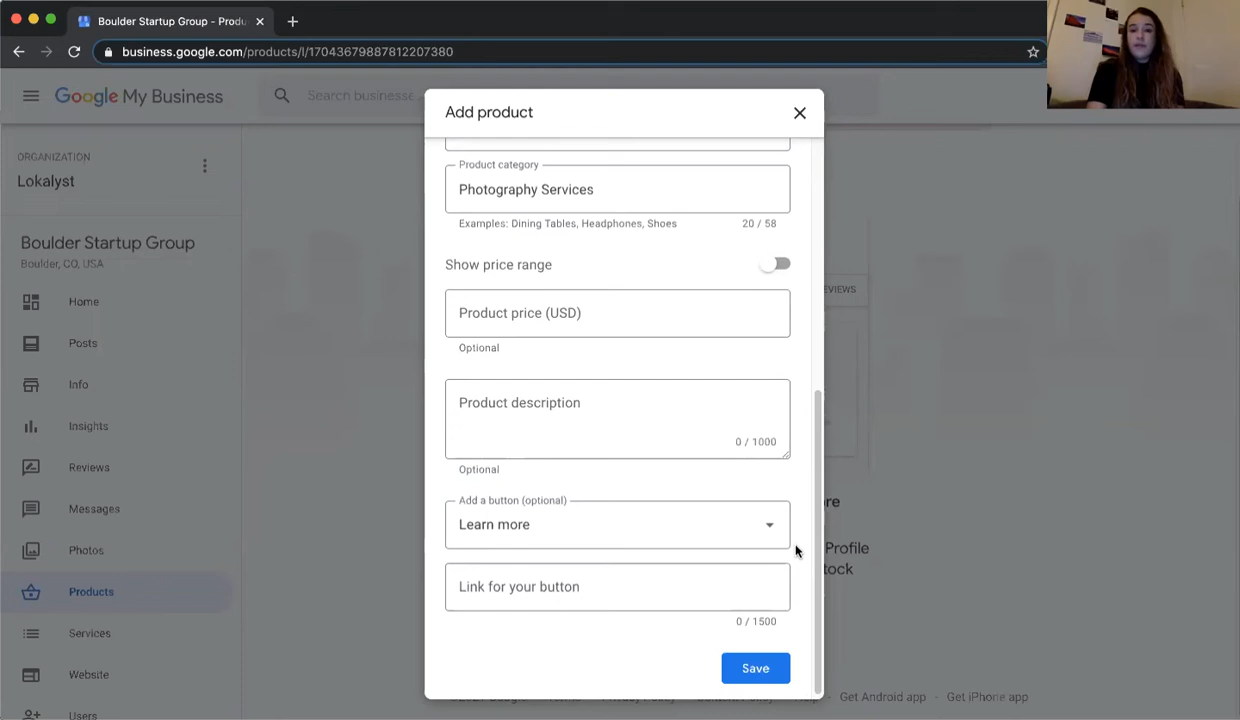 Boulder Startup Group - Produ
business.google.com/products/l/17043679887812207380
Google My Business
Search businesse
ORGANIZATION
Lokalyst
Boulder Startup Group
Boulder, CO, USA
Home
Posts
Info
Insights
Reviews
Messages
Photos
Products
Services
Website
Users
Add product
Product category
Photography Services
Examples: Dining Tables, Headphones, Shoes
20 / 58
Show price range
Product price (USD)
Optional
Product description
0 / 1000
Optional
Add a button (optional)
Learn more
Link for your button
0 / 1500
Save
EVIEWS
re
Profile
tock
Get Android app
Get iPhone app